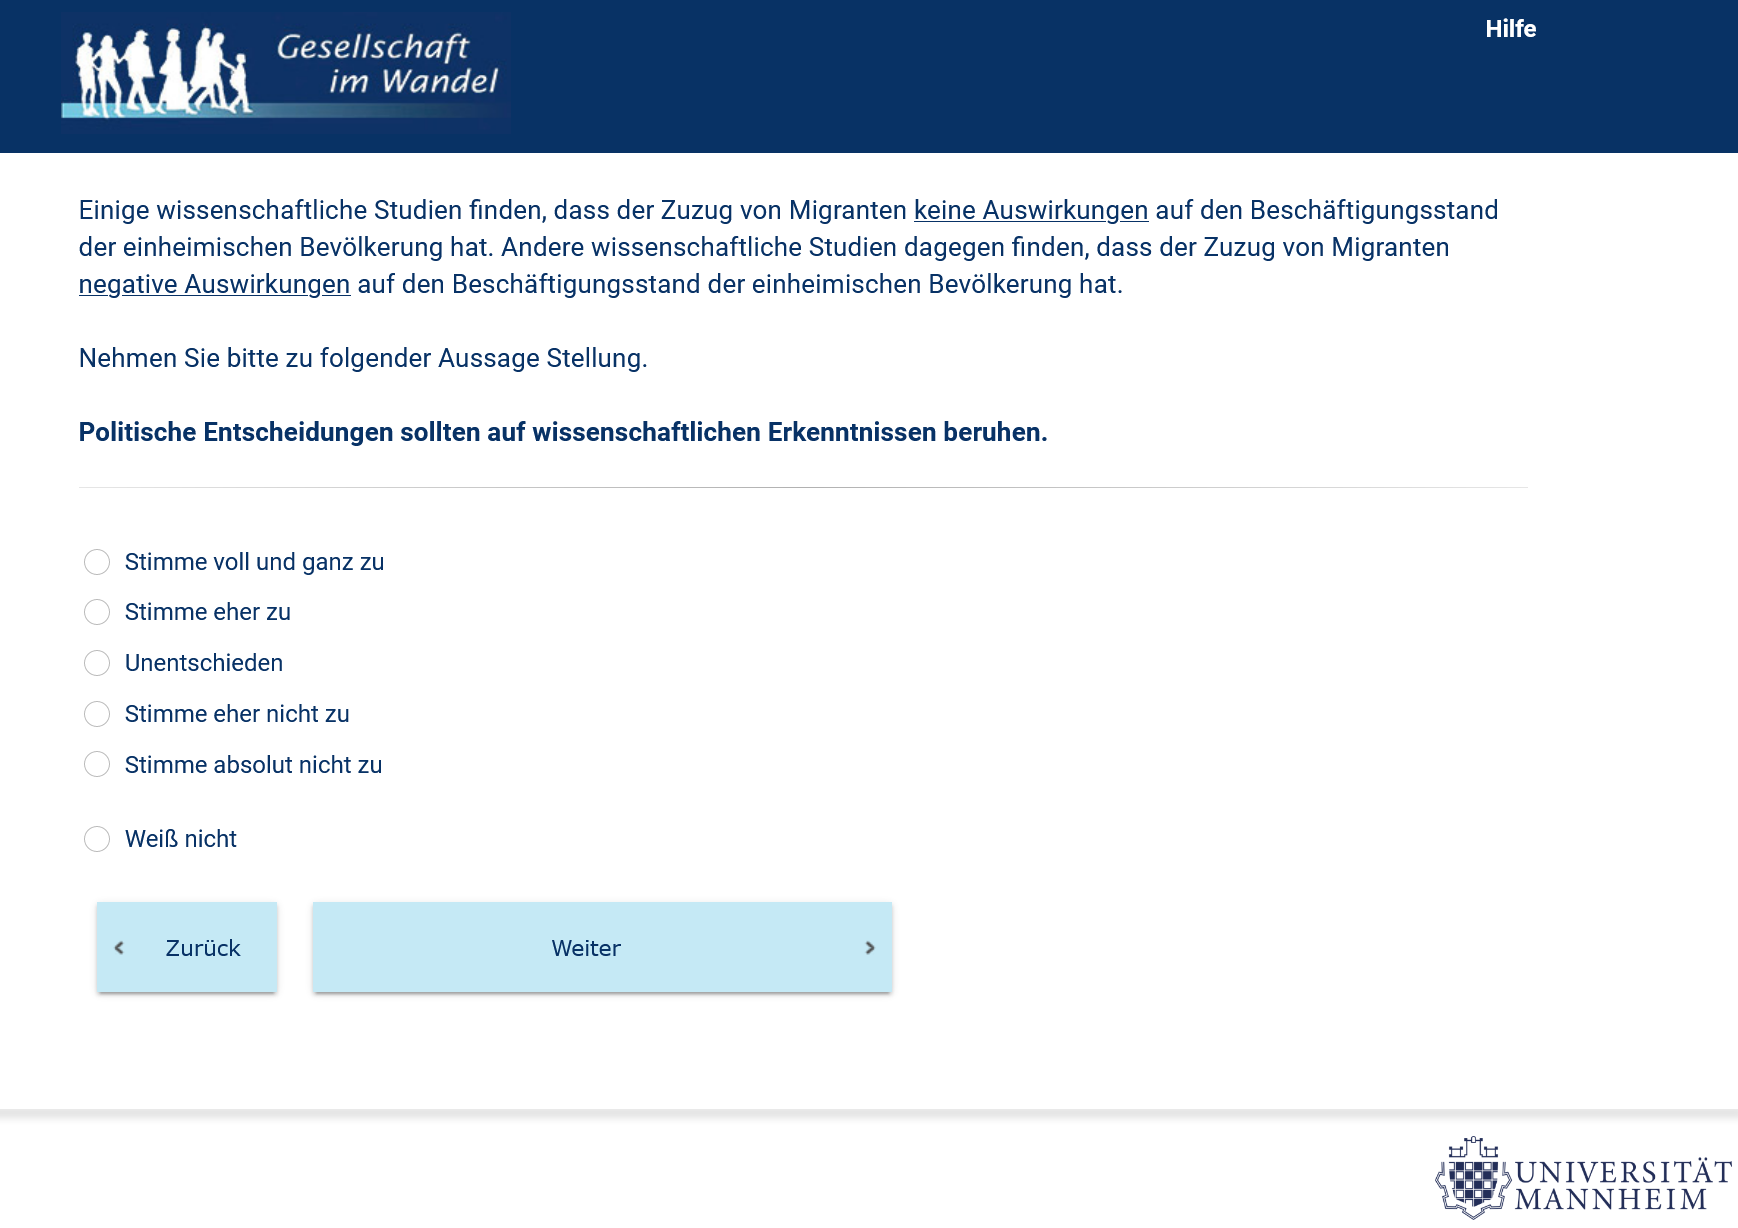 Gesellschaft
im Wandel
Hilfe
Einige wissenschaftliche Studien finden, dass der Zuzug von Migranten keine Auswirkungen auf den Beschäftigungsstand
der einheimischen Bevölkerung hat. Andere wissenschaftliche Studien dagegen finden, dass der Zuzug von Migranten
negative Auswirkungen auf den Beschäftigungsstand der einheimischen Bevölkerung hat.
Nehmen Sie bitte zu folgender Aussage Stellung.
Politische Entscheidungen sollten auf wissenschaftlichen Erkenntnissen beruhen.
Stimme voll und ganz zu
Stimme eher zu
Unentschieden
Stimme eher nicht zu
Stimme absolut nicht zu
Weiß nicht
Zurück
Weiter
UNIVERSITÄT
MANNHEIM